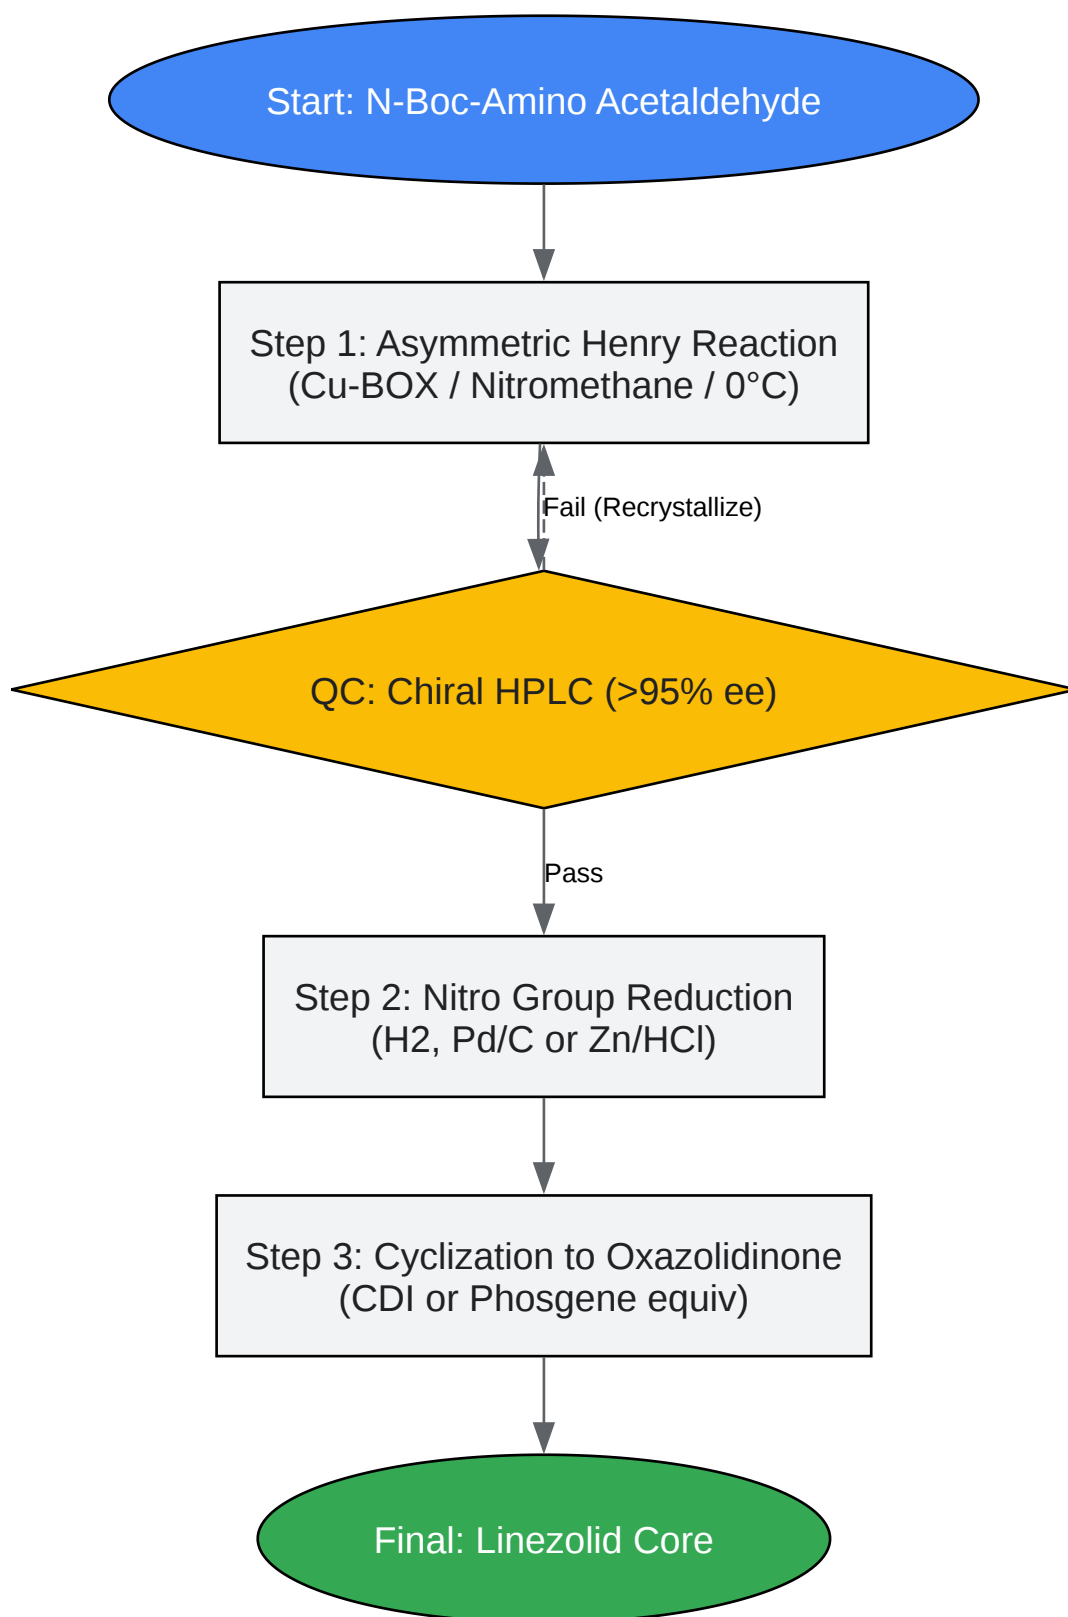 Start: N-Boc-Amino Acetaldehyde
Step 1: Asymmetric Henry Reaction
(Cu-BOX / Nitromethane / 0°C)
Fail (Recrystallize)
QC: Chiral HPLC (>95% ee)
Pass
Step 2: Nitro Group Reduction
(H2, Pd/C or Zn/HCl)
Step 3: Cyclization to Oxazolidinone
(CDI or Phosgene equiv)
Final: Linezolid Core